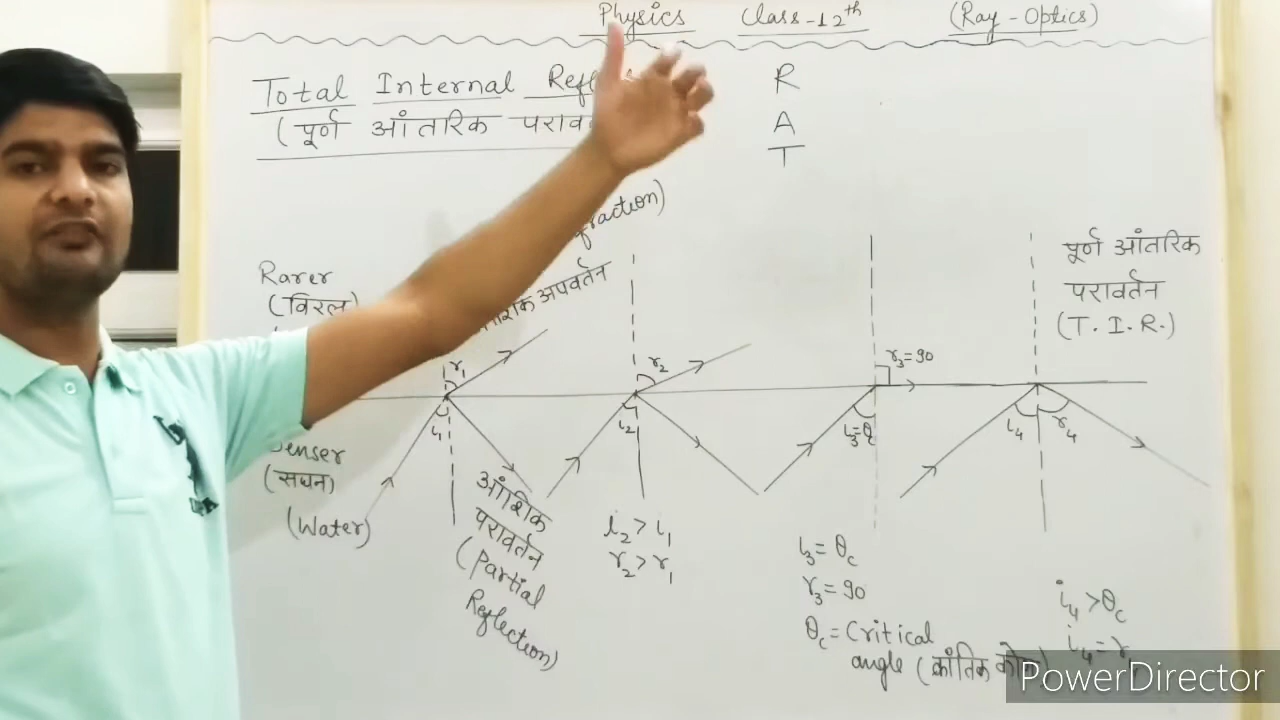 Physics Class-12th (Ray-Optics)
Total Internal
(पूर्ण आंतरिक
R
A
T
Rarer
(विरल)
अपवर्तन
r₁
r₂
r₃=90
पूर्ण आंतरिक
परावर्तन
(T.I.R.)
i₁
i₂
i₃=θc
i₄
r₄
(सघन)
(Water)
आंशिक
परावर्तन
(Partial
Reflection)
i₂>i₁
r₂>r₁
i₃=θc
r₃=90
θc=Critical
angle (क्रांतिक
i₄>θc
PowerDirector